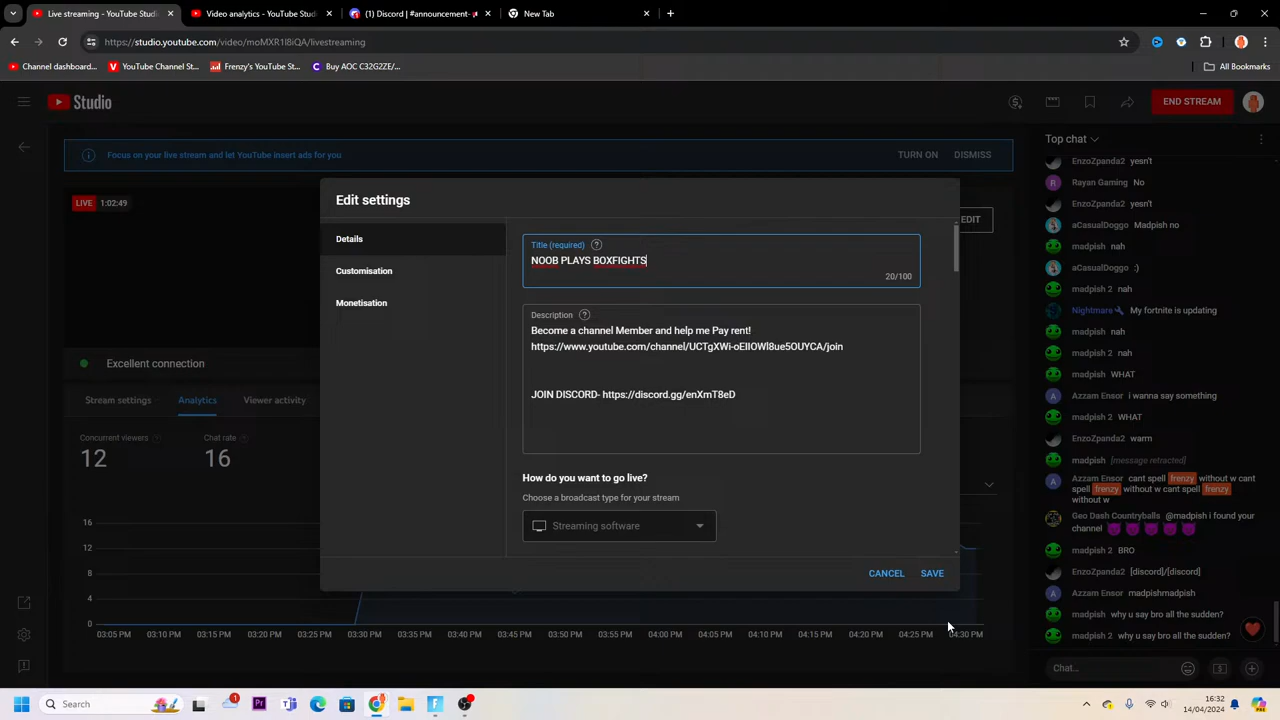 Live streaming - YouTube Studio
Video analytics - YouTube Studio
(1) Discord | #announcement-
New Tab
https://studio.youtube.com/video/moMXR1I8iQA/livestreaming
Channel dashboard...
YouTube Channel St...
Frenzy's YouTube St...
Buy AOC C32G2ZE/...
All Bookmarks
Studio
END STREAM
Focus on your live stream and let YouTube insert ads for you
TURN ON
DISMISS
LIVE
1:02:49
EDIT
Excellent connection
Stream settings
Analytics
Viewer activity
Concurrent viewers
12
Chat rate
16
16
12
8
4
0
03:05 PM
03:10 PM
03:15 PM
03:20 PM
03:25 PM
03:30 PM
03:35 PM
03:40 PM
03:45 PM
03:50 PM
03:55 PM
04:00 PM
04:05 PM
04:10 PM
04:15 PM
04:20 PM
04:25 PM
04:30 PM
Edit settings
Details
Customisation
Monetisation
Title (required)
NOOB PLAYS BOXFIGHTS
20/100
Description
Become a channel Member and help me Pay rent!
https://www.youtube.com/channel/UCTgXWi-oEIIOWl8ue5OUYCA/join
JOIN DISCORD- https://discord.gg/enXmT8eD
How do you want to go live?
Choose a broadcast type for your stream
Streaming software
CANCEL
SAVE
Top chat
EnzoZpanda2 yesn't
R
Rayan Gaming No
EnzoZpanda2 yesn't
aCasualDoggo Madpish no
madpish nah
aCasualDoggo :)
madpish 2 nah
Nightmare My fortnite is updating
madpish nah
madpish 2 nah
madpish WHAT
A
Azzam Ensor i wanna say something
madpish 2 WHAT
EnzoZpanda2 warm
madpish [message retracted]
A
Azzam Ensor cant spell frenzy without w cant
spell frenzy without w cant spell frenzy
without w
Geo Dash Countryballs @madpish i found your
channel
madpish 2 BRO
EnzoZpanda2 [discord]/[discord]
A
Azzam Ensor madpishmadpish
madpish why u say bro all the sudden?
madpish 2 why u say bro all the sudden?
Chat...
Search
1
Pr
16:32
14/04/2024